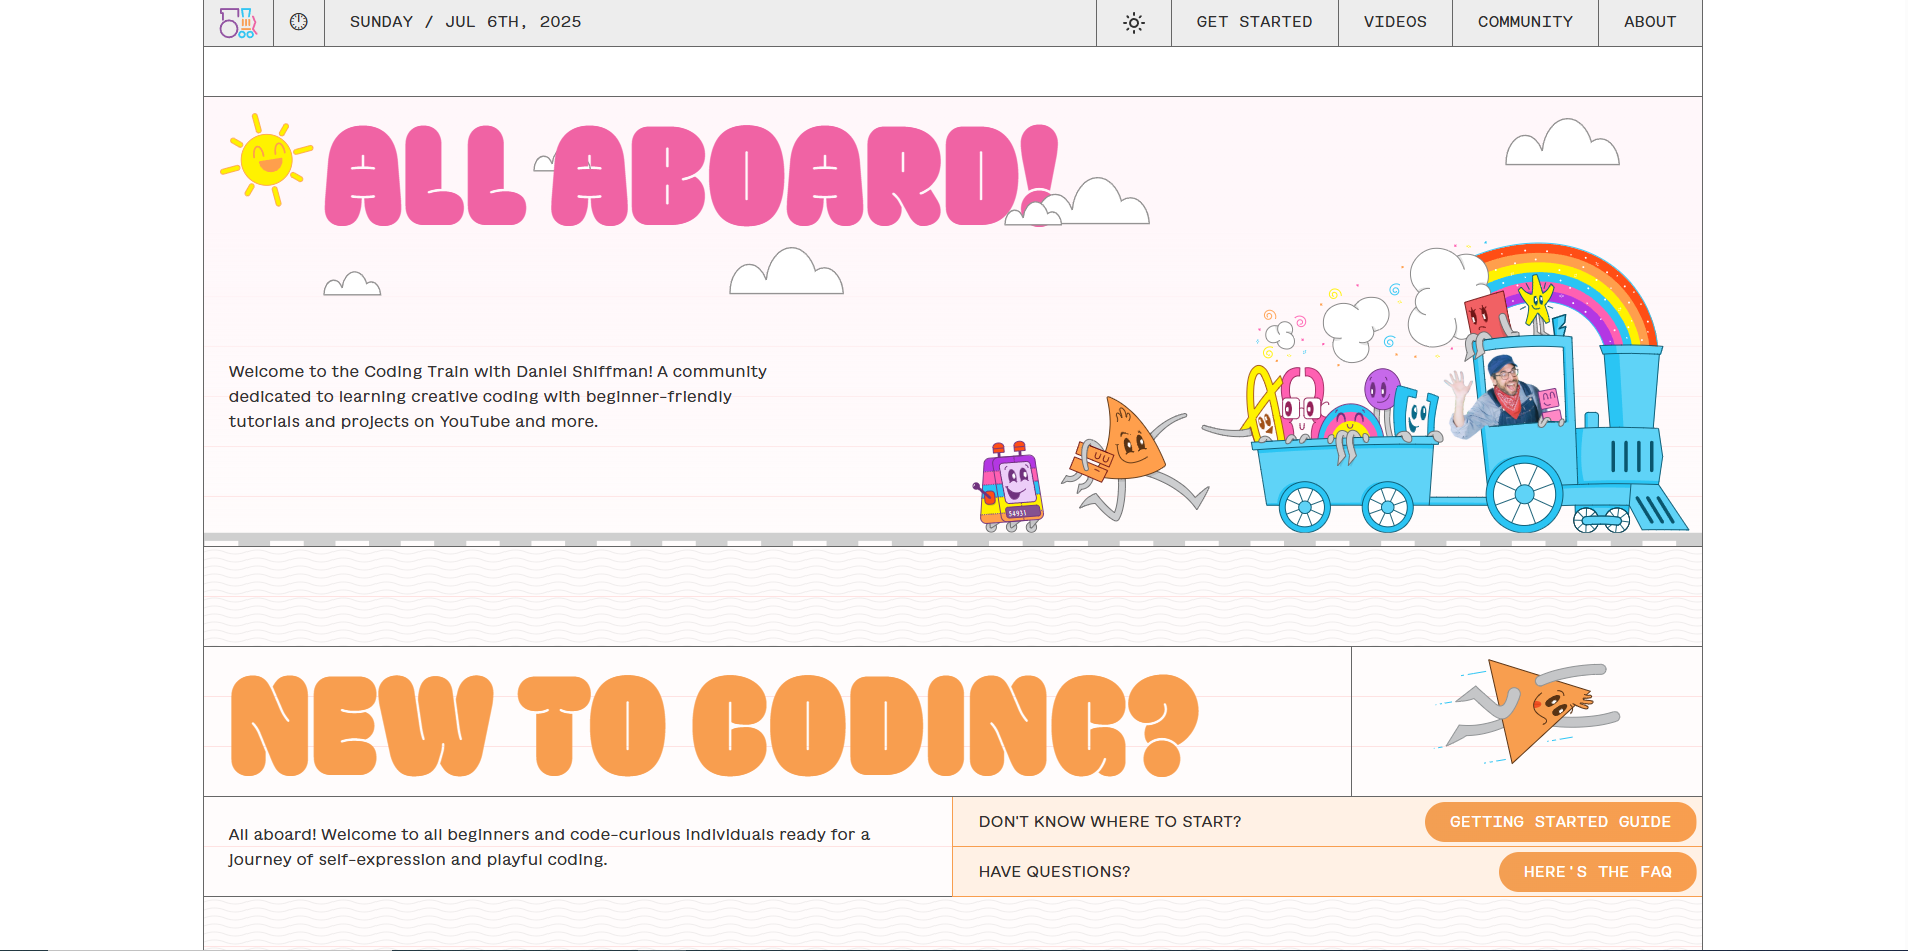 SUNDAY / JUL 6TH, 2025
GET STARTED
VIDEOS
COMMUNITY
ABOUT
ALL ABOARD!
Welcome to the Coding Train with Daniel Shiffman! A community
dedicated to learning creative coding with beginner-friendly
tutorials and projects on YouTube and more.
54931
NEW TO CODING?
All aboard! Welcome to all beginners and code-curious individuals ready for a
journey of self-expression and playful coding.
DON'T KNOW WHERE TO START?
GETTING STARTED GUIDE
HAVE QUESTIONS?
HERE'S THE FAQ